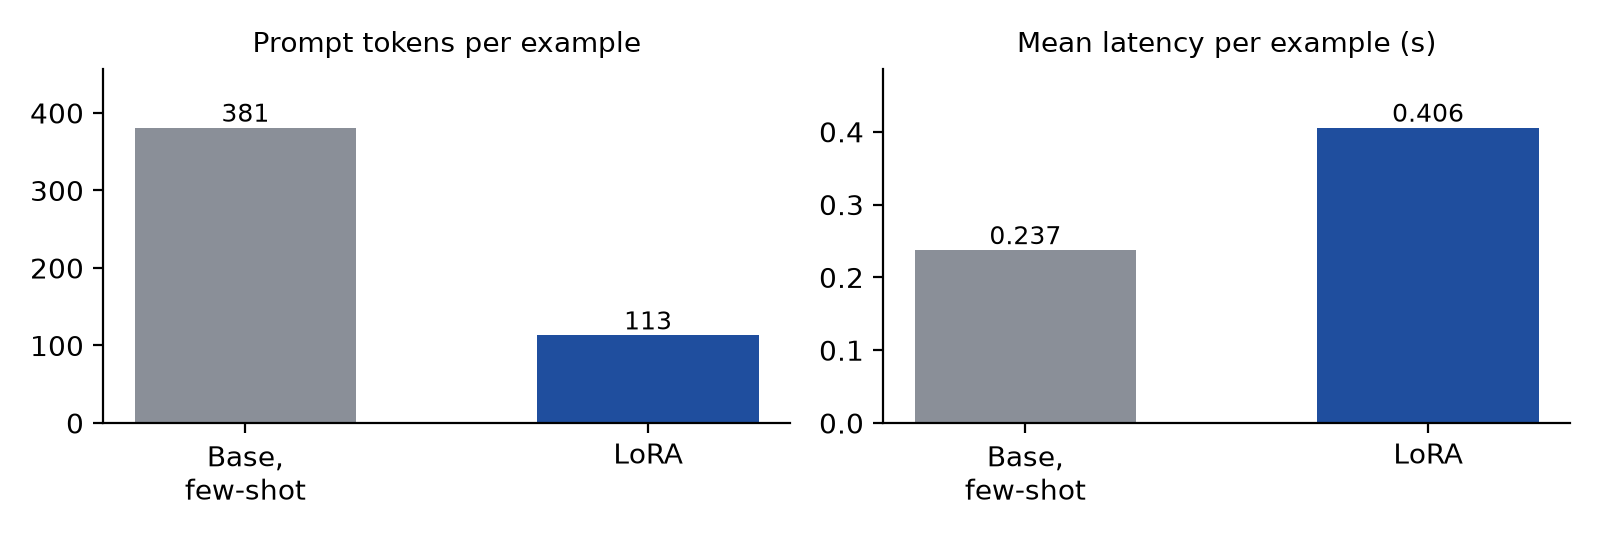 Prompt tokens per example
400
300
200
100
0
381
113
Base,
few-shot
LoRA
Mean latency per example (s)
0.4
0.3
0.2
0.1
0.0
0.237
0.406
Base,
few-shot
LoRA